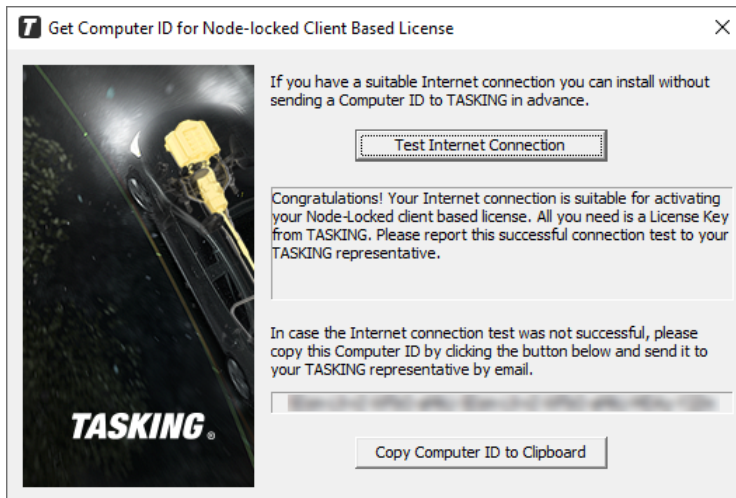 T Get Computer ID for Node-locked Client Based License
If you have a suitable Internet connection you can install without
sending a Computer ID to TASKING in advance.
Test Internet Connection
Congratulations! Your Internet connection is suitable for activating
your Node-Locked client based license. All you need is a License Key
from TASKING. Please report this successful connection test to your
TASKING representative.
In case the Internet connection test was not successful, please
copy this Computer ID by clicking the button below and send it to
your TASKING representative by email.
TASKING®
Copy Computer ID to Clipboard